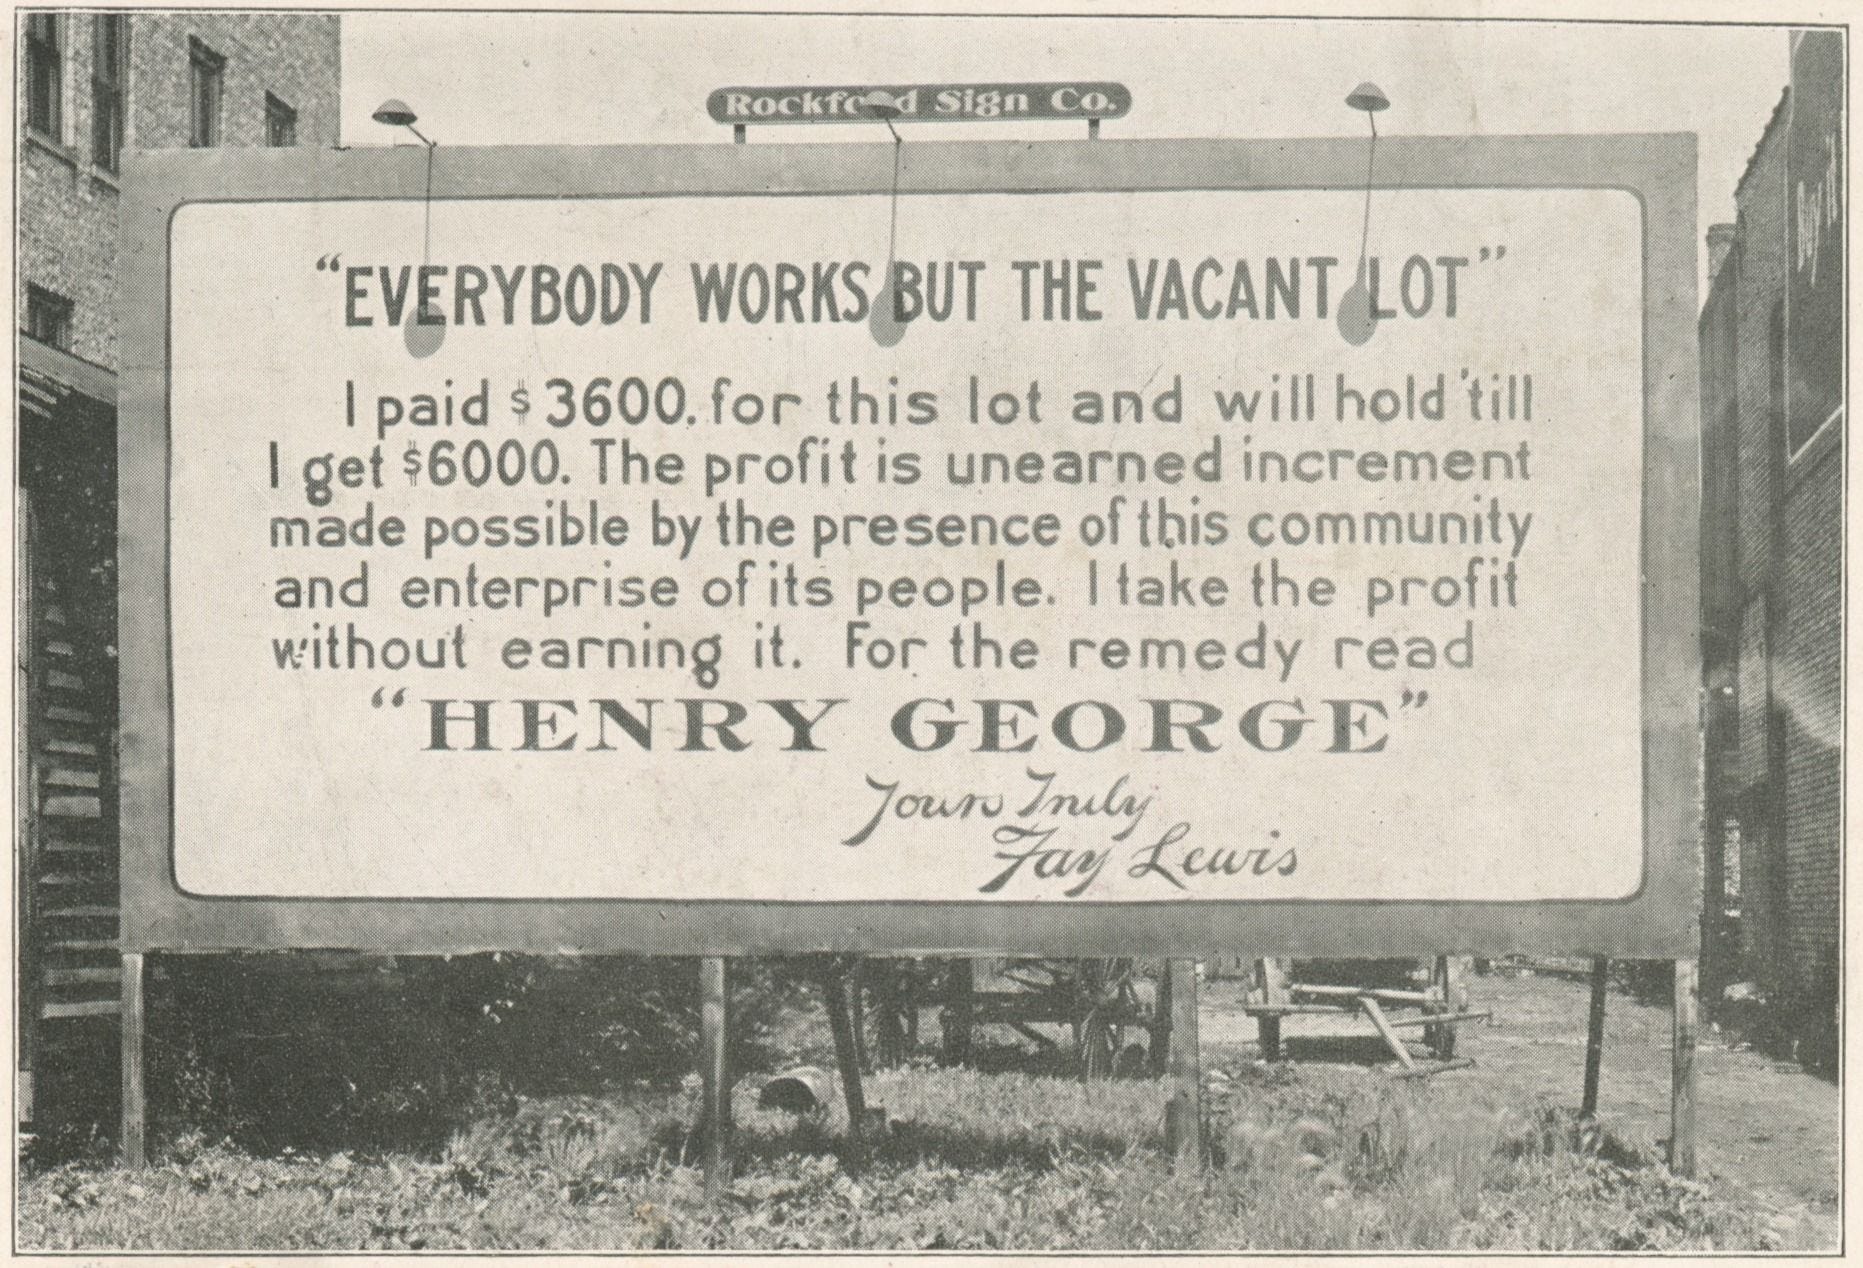 Rockford Sign Co.
“EVERYBODY WORKS BUT THE VACANT LOT”
I paid $3600. for this lot and will hold 'till
I get $6000. The profit is unearned increment
made possible by the presence of this community
and enterprise of its people. I take the profit
without earning it. For the remedy read
“HENRY GEORGE”
Yours Truly
Fay Lewis